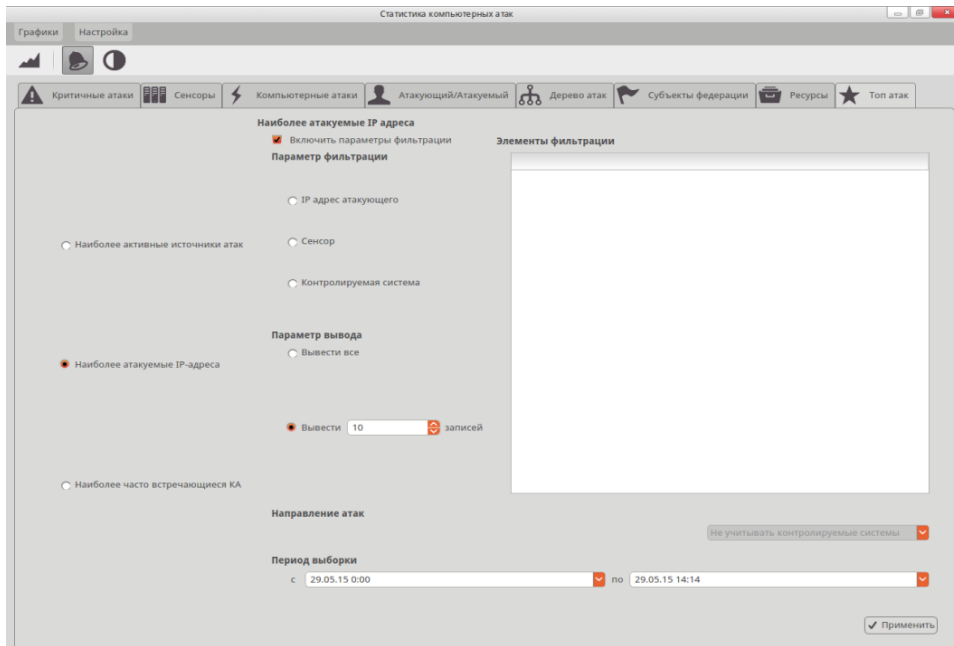 Статистика компьютерных атак
Графики Настройка
Критичные атаки Сенсоры Компьютерные атаки Атакующий/Атакуемый Дерево атак Субъекты федерации Ресурсы Топ атак
Наиболее атакуемые IP адреса
Включить параметры фильтрации
Элементы фильтрации
Параметр фильтрации
IP адрес атакующего
Наиболее активные источники атак
Сенсор
Контролируемая система
Параметр вывода
Вывести все
Наиболее атакуемые IP-адреса
Вывести 10 записей
Наиболее часто встречающиеся КА
Направление атак
Не учитывать контролируемые системы
Период выборки
с 29.05.15 0:00 по 29.05.15 14:14
Применить